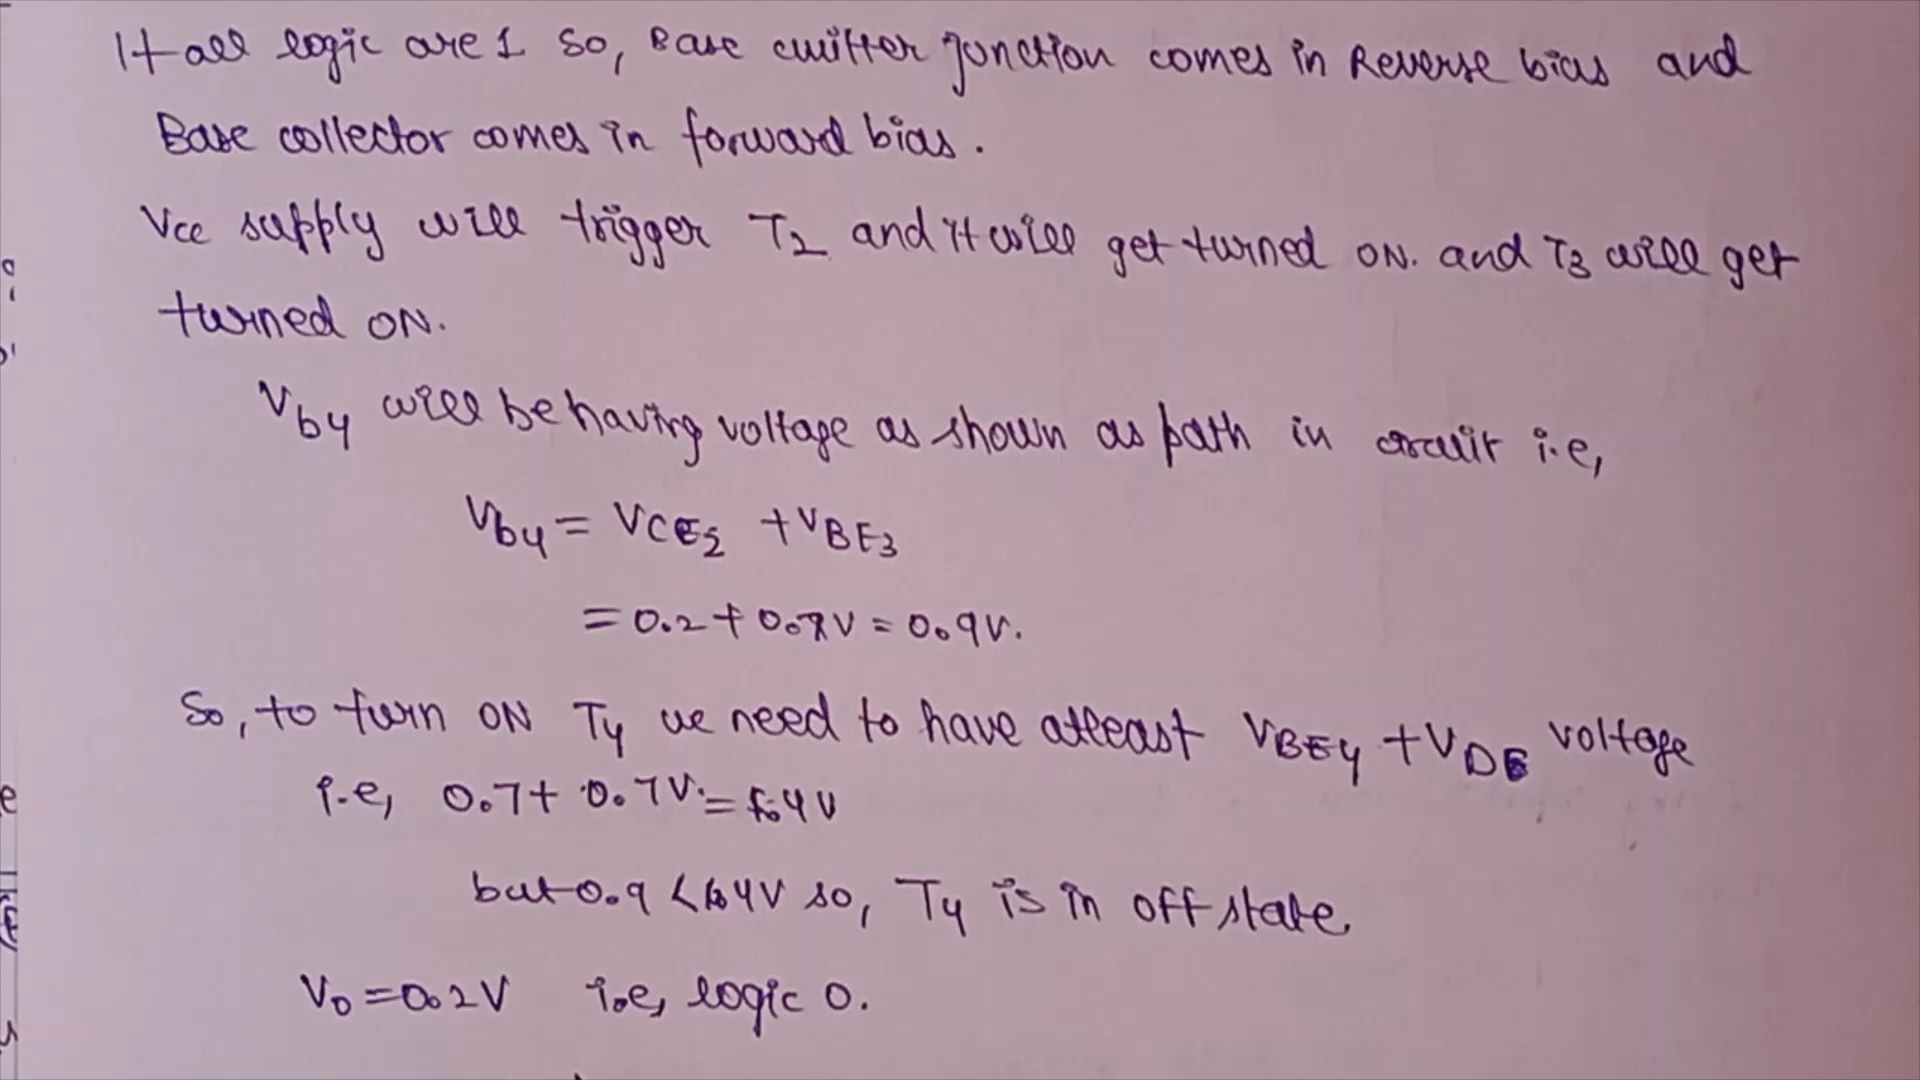 If all logic are 1 so, Base emitter junction comes in Reverse bias and
Base collector comes in forward bias.
Vcc supply will trigger T2 and it will get turned ON. and T3 will get
turned ON.
Vb4 will be having voltage as shown as path in circuit i.e,
Vb4 = VCE2 + VBE3
= 0.2 + 0.7V = 0.9V.
So, to turn ON T4 we need to have atleast VBE4 + VD voltage
i.e, 0.7 + 0.7V = 1.4V
but 0.9 < 1.4V so, T4 is in off state
Vo = 0.2V i.e, logic 0.